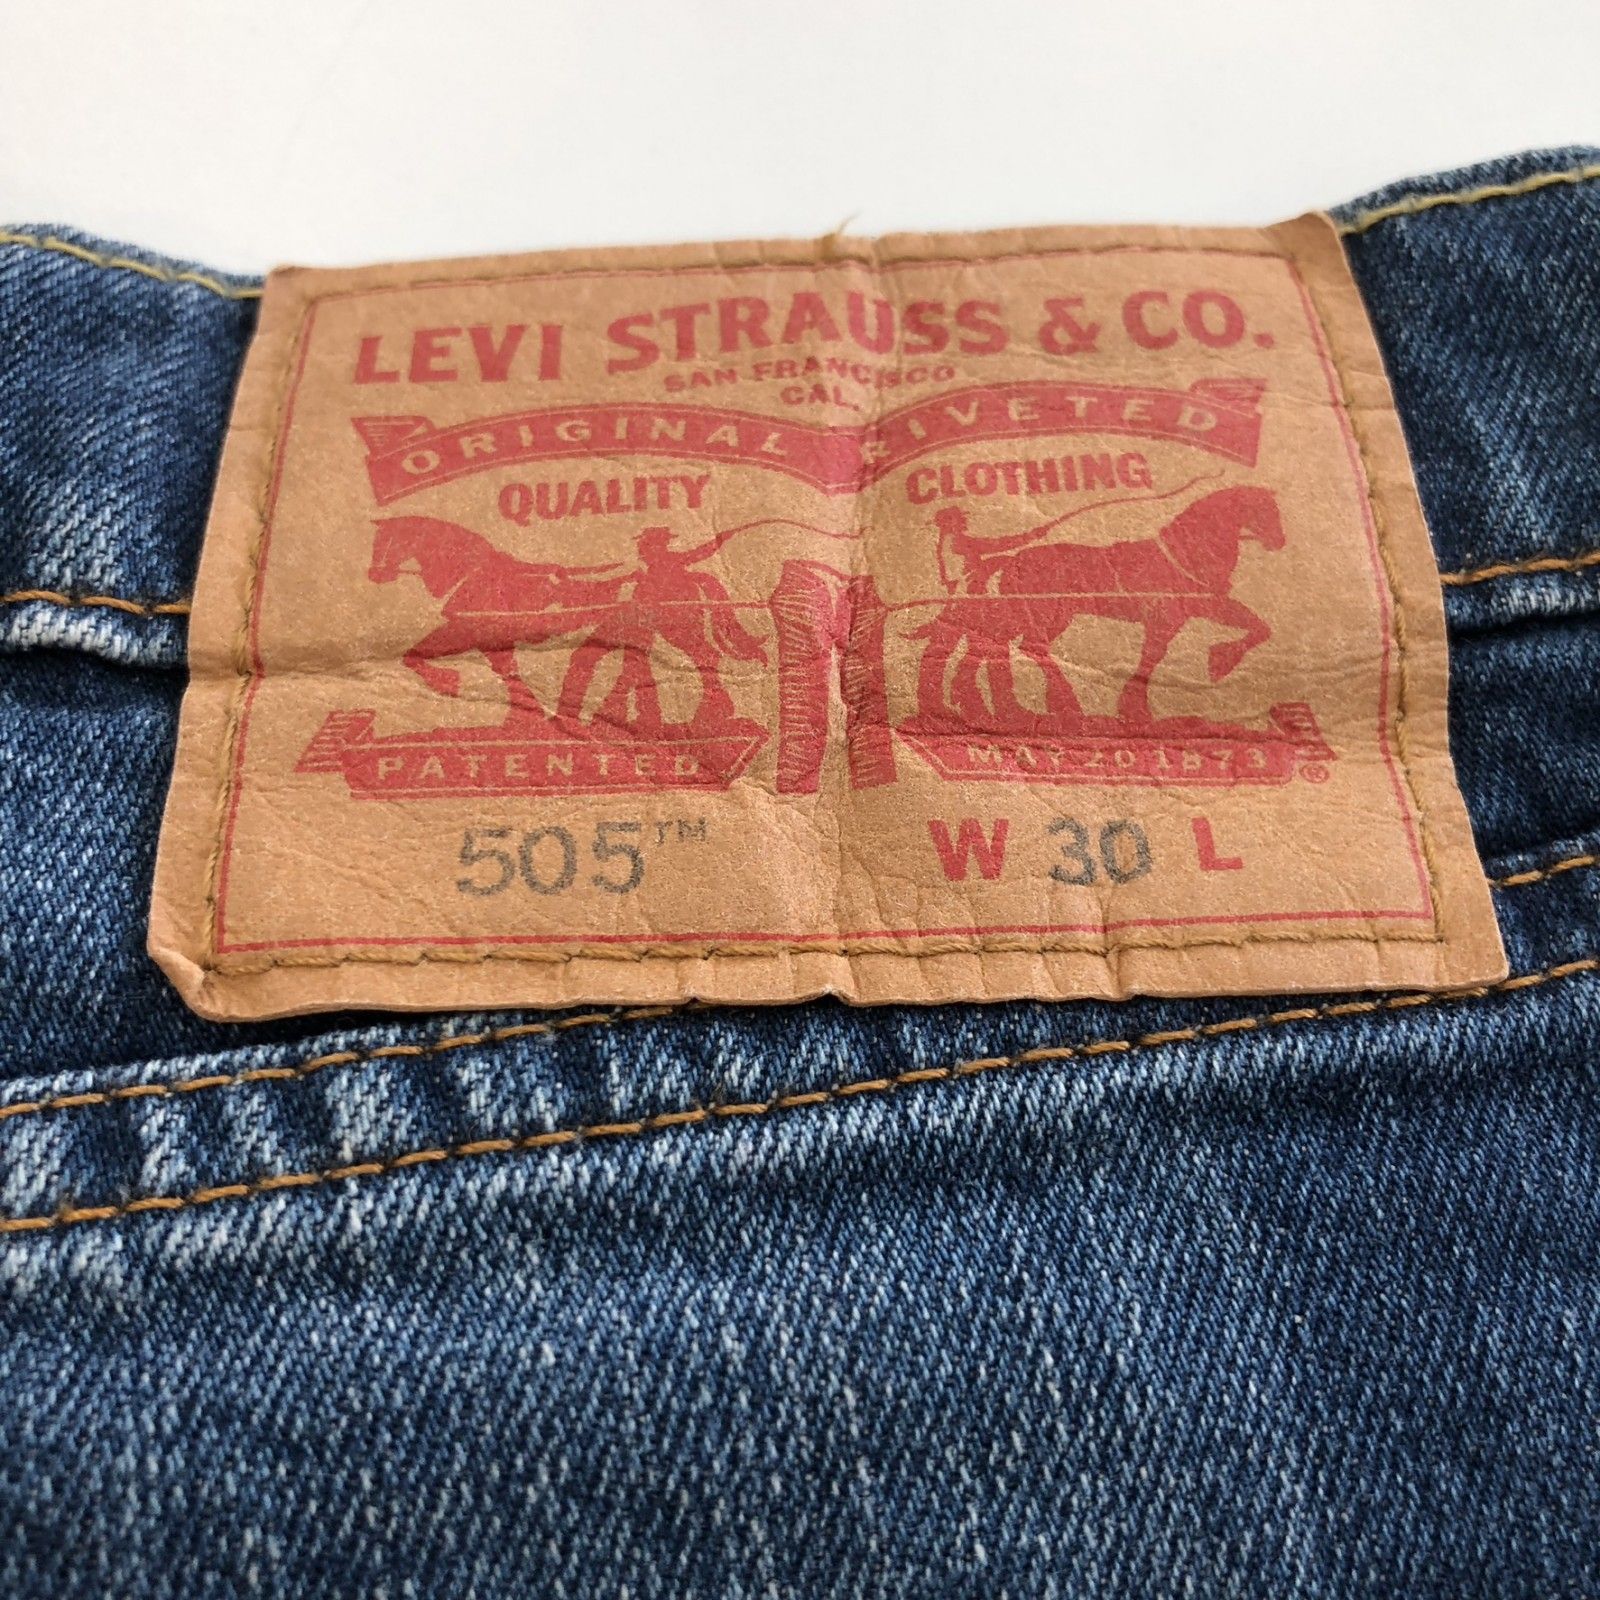 LEVI STRAUSS & CO.
SAN FRANCISCO
CAL.
ORIGINAL RIVETED
QUALITY CLOTHING
PATENTED MAY 20 1873 ®
505™ W 30 L